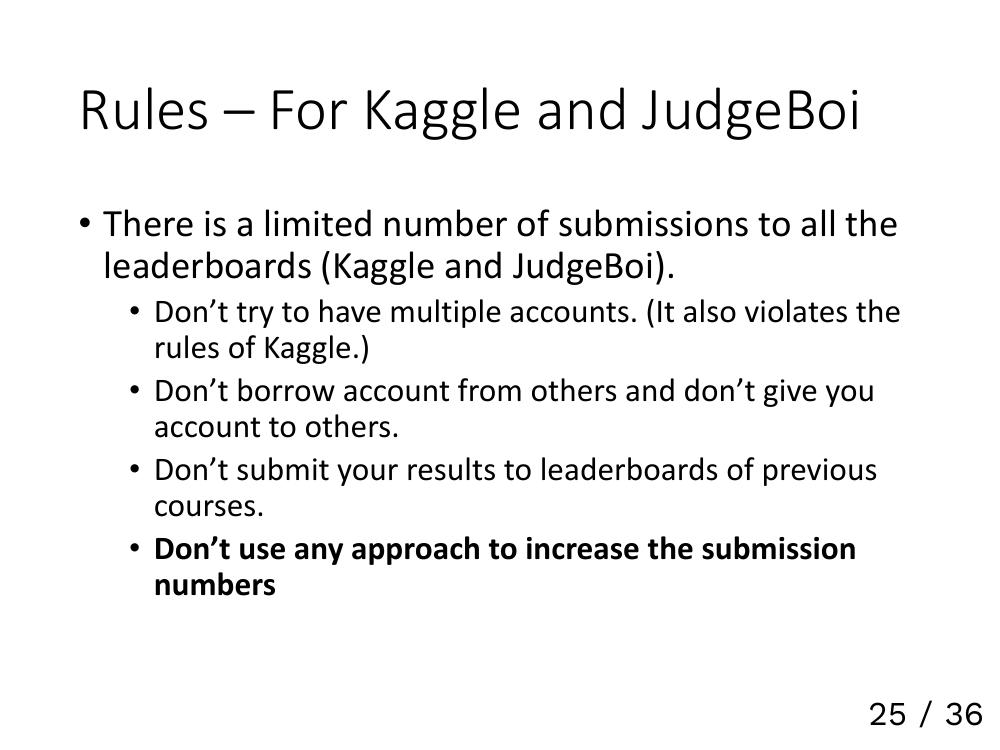 Rules – For Kaggle and JudgeBoi
• There is a limited number of submissions to all the
leaderboards (Kaggle and JudgeBoi).
• Don’t try to have multiple accounts. (It also violates the
rules of Kaggle.)
• Don’t borrow account from others and don’t give you
account to others.
• Don’t submit your results to leaderboards of previous
courses.
• Don’t use any approach to increase the submission
numbers
25 / 36